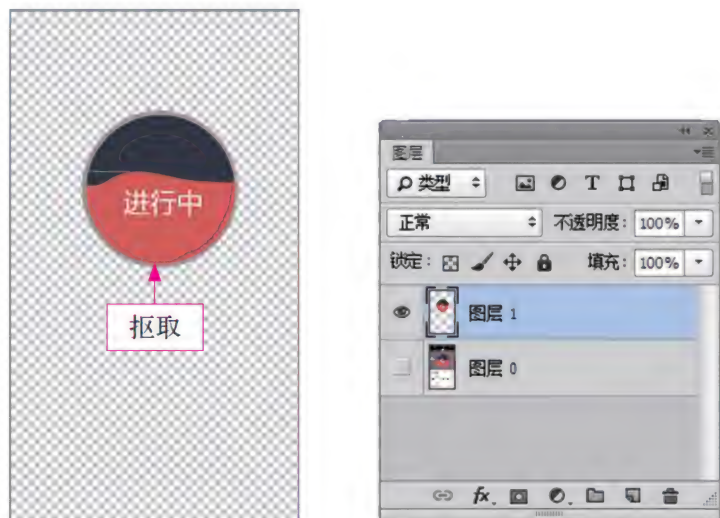 进行中
抠取
图层
类型
T
正常 不透明度: 100%
锁定: 填充: 100%
图层 1
图层 0
fx